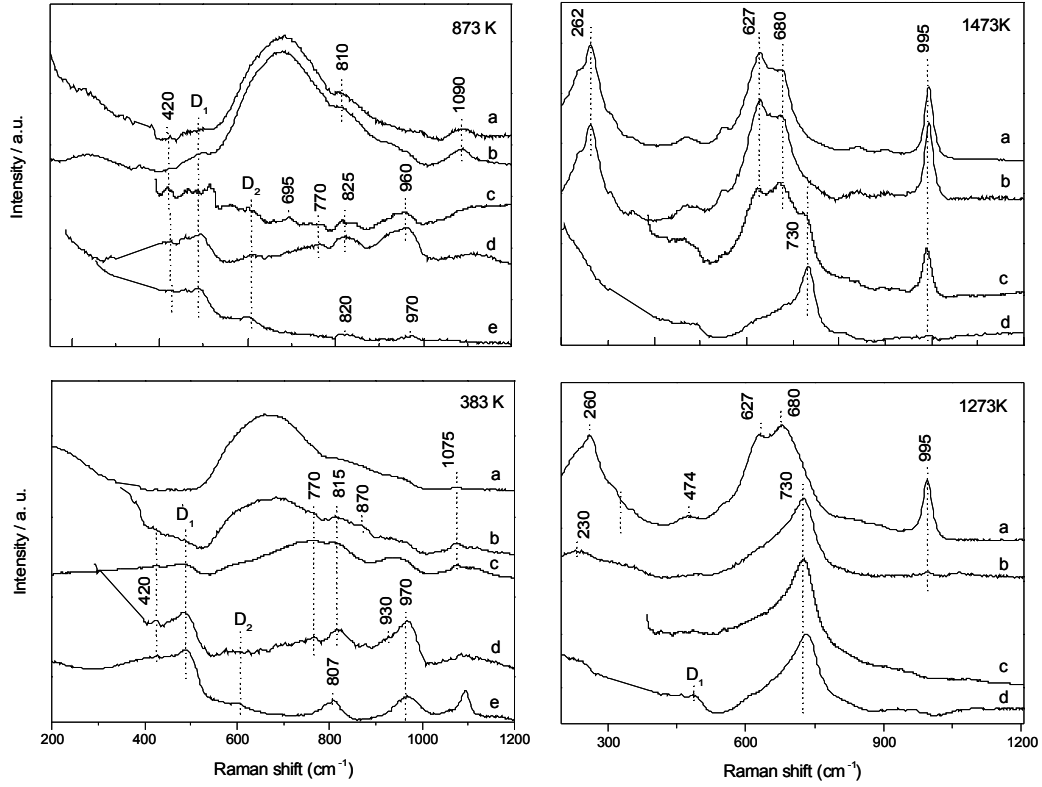 873 K
420
D1
810
1090
a
b
D2
695
770
825
960
c
d
820
970
e
Intensity / a.u.
1473K
262
627
680
995
a
b
730
c
d
383 K
1075
a
770
815
870
D1
b
c
420
D2
930
970
d
807
e
Intensity / a. u.
200
400
600
800
1000
1200
Raman shift (cm-1)
1273K
260
627
680
995
474
730
a
230
b
c
D1
d
300
600
900
1200
Raman shift (cm-1)